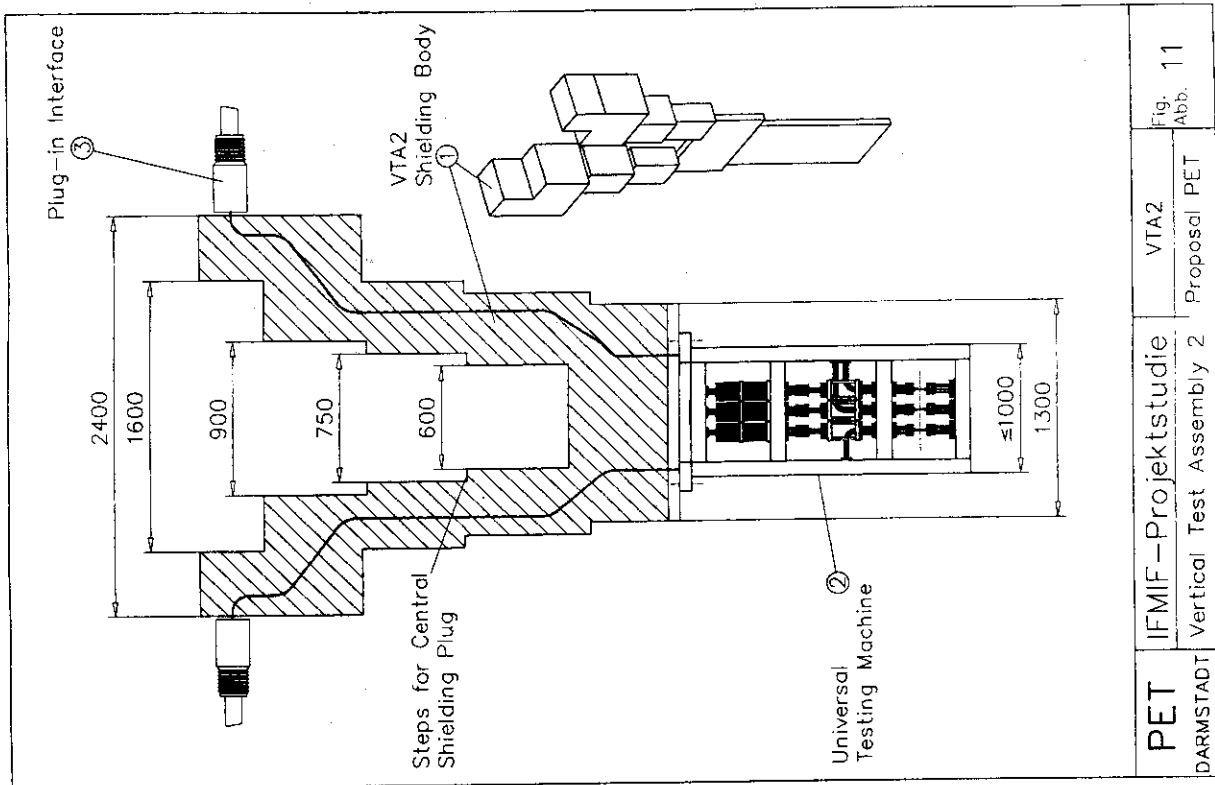 Plug-in Interface
③
2400
1600
900
750
600
VTA2
Shielding Body
①
Steps for Central
Shielding Plug
Universal
Testing Machine
②
≤1000
1300
PET
DARMSTADT
IFMIF-Projektstudie
VTA2
Vertical Test Assembly 2
Proposal PET
Fig.
Abb.
11